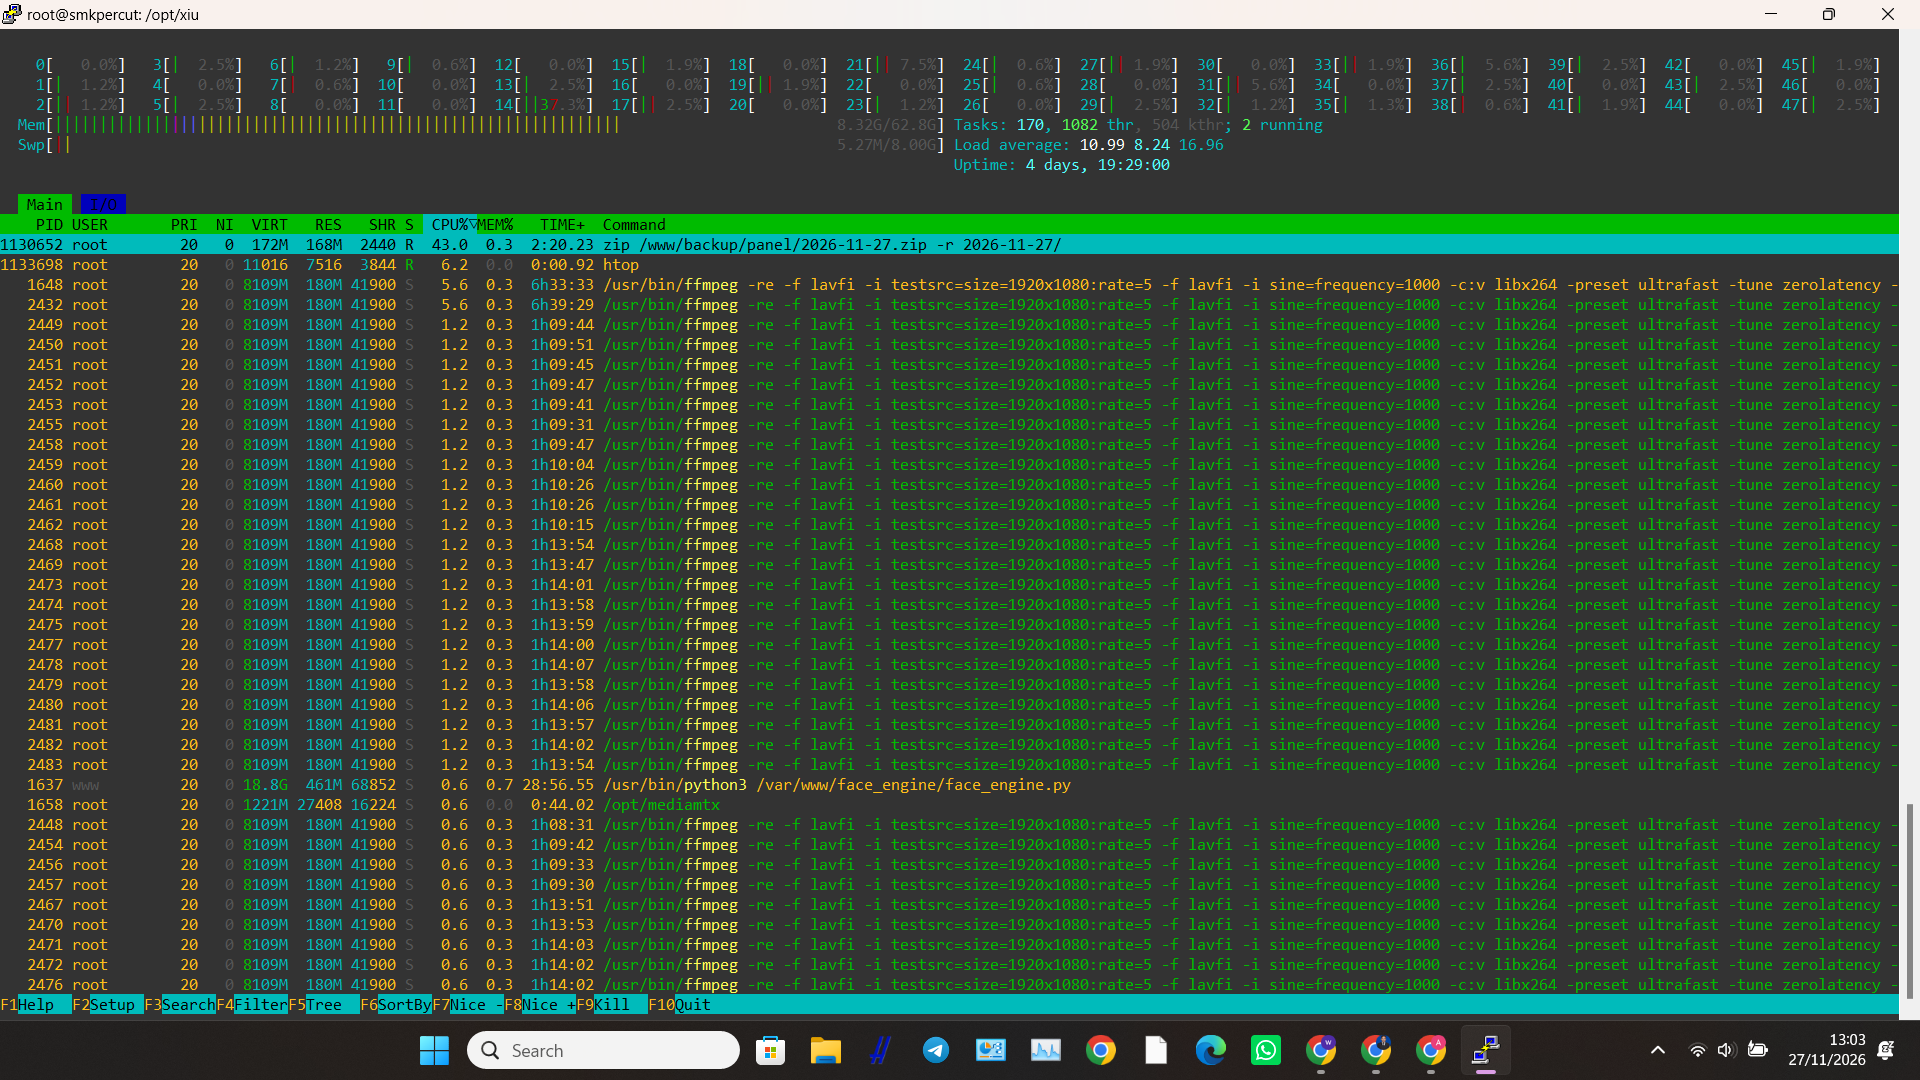 root@smkpercut: /opt/xiu
0[ 0.0%] 3[| 2.5%] 6[| 1.2%] 9[| 0.6%] 12[ 0.0%] 15[| 1.9%] 18[ 0.0%] 21[|| 7.5%] 24[| 0.6%] 27[|| 1.9%] 30[ 0.0%] 33[|| 1.9%] 36[| 5.6%] 39[| 2.5%] 42[ 0.0%] 45[| 1.9%]
1[| 1.2%] 4[ 0.0%] 7[| 0.6%] 10[ 0.0%] 13[| 2.5%] 16[ 0.0%] 19[|| 1.9%] 22[ 0.0%] 25[| 0.6%] 28[ 0.0%] 31[|| 5.6%] 34[ 0.0%] 37[| 2.5%] 40[ 0.0%] 43[| 2.5%] 46[ 0.0%]
2[|| 1.2%] 5[| 2.5%] 8[ 0.0%] 11[ 0.0%] 14[||3/.3%] 17[|| 2.5%] 20[ 0.0%] 23[| 1.2%] 26[ 0.0%] 29[| 2.5%] 32[| 1.2%] 35[| 1.3%] 38[| 0.6%] 41[| 1.9%] 44[ 0.0%] 47[| 2.5%]
Mem[ 8.32G/62.8G] Tasks: 170, 1082 thr, 504 kthr; 2 running
Swp[|| 5.27M/8.00G] Load average: 10.99 8.24 16.96
Uptime: 4 days, 19:29:00
Main I/O
PID USER PRI NI VIRT RES SHR S CPU%▽MEM% TIME+ Command
1130652 root 20 0 172M 168M 2440 R 43.0 0.3 2:20.23 zip /www/backup/panel/2026-11-27.zip -r 2026-11-27/
1133698 root 20 0 11016 7516 3844 R 6.2 0.0 0:00.92 htop
1648 root 20 0 8109M 180M 41900 S 5.6 0.3 6h33:33 /usr/bin/ffmpeg -re -f lavfi -i testsrc=size=1920x1080:rate=5 -f lavfi -i sine=frequency=1000 -c:v libx264 -preset ultrafast -tune zerolatency -
2432 root 20 0 8109M 180M 41900 S 5.6 0.3 6h39:29 /usr/bin/ffmpeg -re -f lavfi -i testsrc=size=1920x1080:rate=5 -f lavfi -i sine=frequency=1000 -c:v libx264 -preset ultrafast -tune zerolatency -
2449 root 20 0 8109M 180M 41900 S 1.2 0.3 1h09:44 /usr/bin/ffmpeg -re -f lavfi -i testsrc=size=1920x1080:rate=5 -f lavfi -i sine=frequency=1000 -c:v libx264 -preset ultrafast -tune zerolatency -
2450 root 20 0 8109M 180M 41900 S 1.2 0.3 1h09:51 /usr/bin/ffmpeg -re -f lavfi -i testsrc=size=1920x1080:rate=5 -f lavfi -i sine=frequency=1000 -c:v libx264 -preset ultrafast -tune zerolatency -
2451 root 20 0 8109M 180M 41900 S 1.2 0.3 1h09:45 /usr/bin/ffmpeg -re -f lavfi -i testsrc=size=1920x1080:rate=5 -f lavfi -i sine=frequency=1000 -c:v libx264 -preset ultrafast -tune zerolatency -
2452 root 20 0 8109M 180M 41900 S 1.2 0.3 1h09:47 /usr/bin/ffmpeg -re -f lavfi -i testsrc=size=1920x1080:rate=5 -f lavfi -i sine=frequency=1000 -c:v libx264 -preset ultrafast -tune zerolatency -
2453 root 20 0 8109M 180M 41900 S 1.2 0.3 1h09:41 /usr/bin/ffmpeg -re -f lavfi -i testsrc=size=1920x1080:rate=5 -f lavfi -i sine=frequency=1000 -c:v libx264 -preset ultrafast -tune zerolatency -
2455 root 20 0 8109M 180M 41900 S 1.2 0.3 1h09:31 /usr/bin/ffmpeg -re -f lavfi -i testsrc=size=1920x1080:rate=5 -f lavfi -i sine=frequency=1000 -c:v libx264 -preset ultrafast -tune zerolatency -
2458 root 20 0 8109M 180M 41900 S 1.2 0.3 1h09:47 /usr/bin/ffmpeg -re -f lavfi -i testsrc=size=1920x1080:rate=5 -f lavfi -i sine=frequency=1000 -c:v libx264 -preset ultrafast -tune zerolatency -
2459 root 20 0 8109M 180M 41900 S 1.2 0.3 1h10:04 /usr/bin/ffmpeg -re -f lavfi -i testsrc=size=1920x1080:rate=5 -f lavfi -i sine=frequency=1000 -c:v libx264 -preset ultrafast -tune zerolatency -
2460 root 20 0 8109M 180M 41900 S 1.2 0.3 1h10:26 /usr/bin/ffmpeg -re -f lavfi -i testsrc=size=1920x1080:rate=5 -f lavfi -i sine=frequency=1000 -c:v libx264 -preset ultrafast -tune zerolatency -
2461 root 20 0 8109M 180M 41900 S 1.2 0.3 1h10:26 /usr/bin/ffmpeg -re -f lavfi -i testsrc=size=1920x1080:rate=5 -f lavfi -i sine=frequency=1000 -c:v libx264 -preset ultrafast -tune zerolatency -
2462 root 20 0 8109M 180M 41900 S 1.2 0.3 1h10:15 /usr/bin/ffmpeg -re -f lavfi -i testsrc=size=1920x1080:rate=5 -f lavfi -i sine=frequency=1000 -c:v libx264 -preset ultrafast -tune zerolatency -
2468 root 20 0 8109M 180M 41900 S 1.2 0.3 1h13:54 /usr/bin/ffmpeg -re -f lavfi -i testsrc=size=1920x1080:rate=5 -f lavfi -i sine=frequency=1000 -c:v libx264 -preset ultrafast -tune zerolatency -
2469 root 20 0 8109M 180M 41900 S 1.2 0.3 1h13:47 /usr/bin/ffmpeg -re -f lavfi -i testsrc=size=1920x1080:rate=5 -f lavfi -i sine=frequency=1000 -c:v libx264 -preset ultrafast -tune zerolatency -
2473 root 20 0 8109M 180M 41900 S 1.2 0.3 1h14:01 /usr/bin/ffmpeg -re -f lavfi -i testsrc=size=1920x1080:rate=5 -f lavfi -i sine=frequency=1000 -c:v libx264 -preset ultrafast -tune zerolatency -
2474 root 20 0 8109M 180M 41900 S 1.2 0.3 1h13:58 /usr/bin/ffmpeg -re -f lavfi -i testsrc=size=1920x1080:rate=5 -f lavfi -i sine=frequency=1000 -c:v libx264 -preset ultrafast -tune zerolatency -
2475 root 20 0 8109M 180M 41900 S 1.2 0.3 1h13:59 /usr/bin/ffmpeg -re -f lavfi -i testsrc=size=1920x1080:rate=5 -f lavfi -i sine=frequency=1000 -c:v libx264 -preset ultrafast -tune zerolatency -
2477 root 20 0 8109M 180M 41900 S 1.2 0.3 1h14:00 /usr/bin/ffmpeg -re -f lavfi -i testsrc=size=1920x1080:rate=5 -f lavfi -i sine=frequency=1000 -c:v libx264 -preset ultrafast -tune zerolatency -
2478 root 20 0 8109M 180M 41900 S 1.2 0.3 1h14:07 /usr/bin/ffmpeg -re -f lavfi -i testsrc=size=1920x1080:rate=5 -f lavfi -i sine=frequency=1000 -c:v libx264 -preset ultrafast -tune zerolatency -
2479 root 20 0 8109M 180M 41900 S 1.2 0.3 1h13:58 /usr/bin/ffmpeg -re -f lavfi -i testsrc=size=1920x1080:rate=5 -f lavfi -i sine=frequency=1000 -c:v libx264 -preset ultrafast -tune zerolatency -
2480 root 20 0 8109M 180M 41900 S 1.2 0.3 1h14:06 /usr/bin/ffmpeg -re -f lavfi -i testsrc=size=1920x1080:rate=5 -f lavfi -i sine=frequency=1000 -c:v libx264 -preset ultrafast -tune zerolatency -
2481 root 20 0 8109M 180M 41900 S 1.2 0.3 1h13:57 /usr/bin/ffmpeg -re -f lavfi -i testsrc=size=1920x1080:rate=5 -f lavfi -i sine=frequency=1000 -c:v libx264 -preset ultrafast -tune zerolatency -
2482 root 20 0 8109M 180M 41900 S 1.2 0.3 1h14:02 /usr/bin/ffmpeg -re -f lavfi -i testsrc=size=1920x1080:rate=5 -f lavfi -i sine=frequency=1000 -c:v libx264 -preset ultrafast -tune zerolatency -
2483 root 20 0 8109M 180M 41900 S 1.2 0.3 1h13:54 /usr/bin/ffmpeg -re -f lavfi -i testsrc=size=1920x1080:rate=5 -f lavfi -i sine=frequency=1000 -c:v libx264 -preset ultrafast -tune zerolatency -
1637 www 20 0 18.8G 461M 68852 S 0.6 0.7 28:56.55 /usr/bin/python3 /var/www/face_engine/face_engine.py
1658 root 20 0 1221M 27408 16224 S 0.6 0.0 0:44.02 /opt/mediamtx
2448 root 20 0 8109M 180M 41900 S 0.6 0.3 1h08:31 /usr/bin/ffmpeg -re -f lavfi -i testsrc=size=1920x1080:rate=5 -f lavfi -i sine=frequency=1000 -c:v libx264 -preset ultrafast -tune zerolatency -
2454 root 20 0 8109M 180M 41900 S 0.6 0.3 1h09:42 /usr/bin/ffmpeg -re -f lavfi -i testsrc=size=1920x1080:rate=5 -f lavfi -i sine=frequency=1000 -c:v libx264 -preset ultrafast -tune zerolatency -
2456 root 20 0 8109M 180M 41900 S 0.6 0.3 1h09:33 /usr/bin/ffmpeg -re -f lavfi -i testsrc=size=1920x1080:rate=5 -f lavfi -i sine=frequency=1000 -c:v libx264 -preset ultrafast -tune zerolatency -
2457 root 20 0 8109M 180M 41900 S 0.6 0.3 1h09:30 /usr/bin/ffmpeg -re -f lavfi -i testsrc=size=1920x1080:rate=5 -f lavfi -i sine=frequency=1000 -c:v libx264 -preset ultrafast -tune zerolatency -
2467 root 20 0 8109M 180M 41900 S 0.6 0.3 1h13:51 /usr/bin/ffmpeg -re -f lavfi -i testsrc=size=1920x1080:rate=5 -f lavfi -i sine=frequency=1000 -c:v libx264 -preset ultrafast -tune zerolatency -
2470 root 20 0 8109M 180M 41900 S 0.6 0.3 1h13:53 /usr/bin/ffmpeg -re -f lavfi -i testsrc=size=1920x1080:rate=5 -f lavfi -i sine=frequency=1000 -c:v libx264 -preset ultrafast -tune zerolatency -
2471 root 20 0 8109M 180M 41900 S 0.6 0.3 1h14:03 /usr/bin/ffmpeg -re -f lavfi -i testsrc=size=1920x1080:rate=5 -f lavfi -i sine=frequency=1000 -c:v libx264 -preset ultrafast -tune zerolatency -
2472 root 20 0 8109M 180M 41900 S 0.6 0.3 1h14:02 /usr/bin/ffmpeg -re -f lavfi -i testsrc=size=1920x1080:rate=5 -f lavfi -i sine=frequency=1000 -c:v libx264 -preset ultrafast -tune zerolatency -
2476 root 20 0 8109M 180M 41900 S 0.6 0.3 1h14:02 /usr/bin/ffmpeg -re -f lavfi -i testsrc=size=1920x1080:rate=5 -f lavfi -i sine=frequency=1000 -c:v libx264 -preset ultrafast -tune zerolatency -
F1Help F2Setup F3SearchF4FilterF5Tree F6SortByF7Nice -F8Nice +F9Kill F10Quit
Search
13:03
27/11/2026